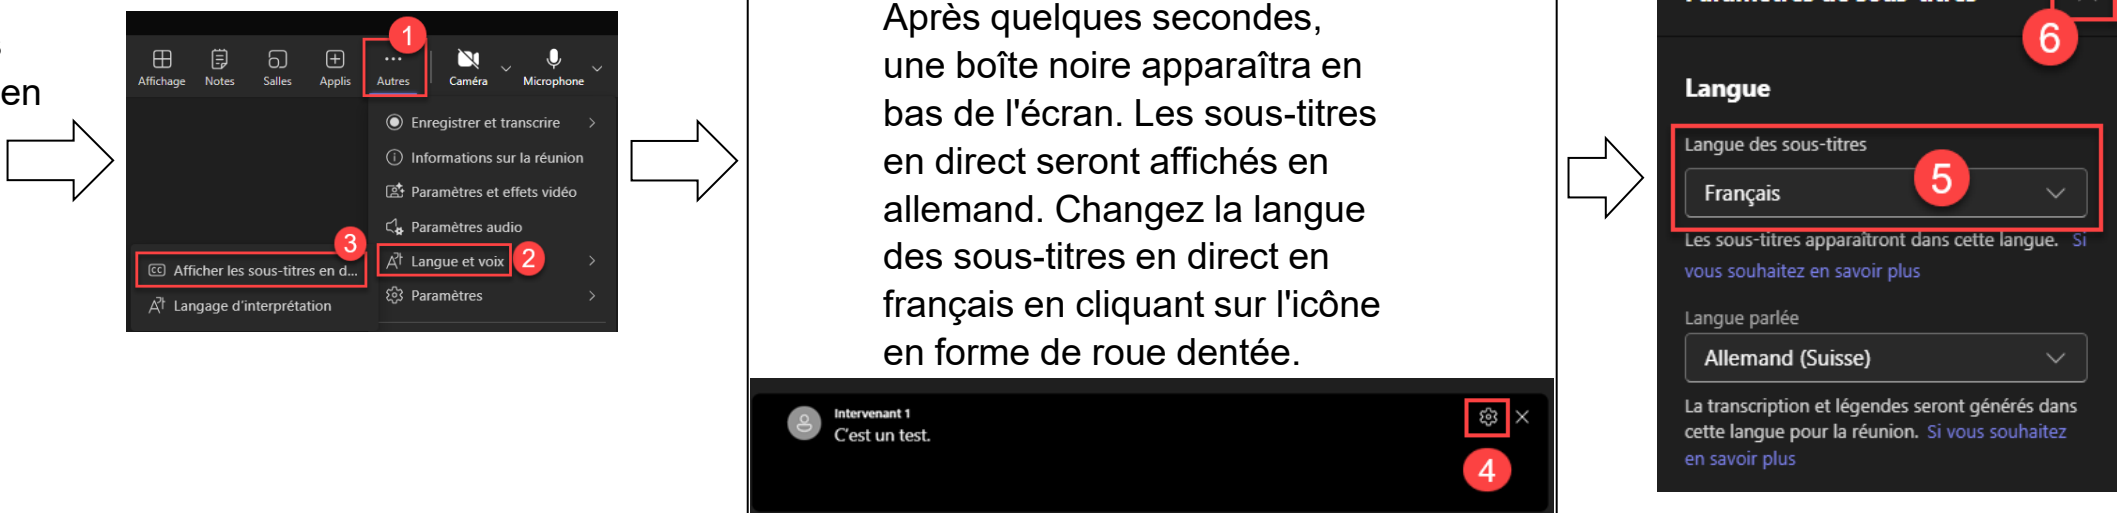 en
1
Affichage Notes Salles Applis Autres Caméra Microphone
Enregistrer et transcrire
Informations sur la réunion
Paramètres et effets vidéo
Paramètres audio
3
Langue et voix 2
Afficher les sous-titres en d...
Paramètres
Langage d'interprétation
Après quelques secondes,
une boîte noire apparaîtra en
bas de l'écran. Les sous-titres
en direct seront affichés en
allemand. Changez la langue
des sous-titres en direct en
français en cliquant sur l'icône
en forme de roue dentée.
Intervenant 1
C'est un test.
4
6
Langue
Langue des sous-titres
Français
5
Les sous-titres apparaîtront dans cette langue. Si
vous souhaitez en savoir plus
Langue parlée
Allemand (Suisse)
La transcription et légendes seront générés dans
cette langue pour la réunion. Si vous souhaitez
en savoir plus